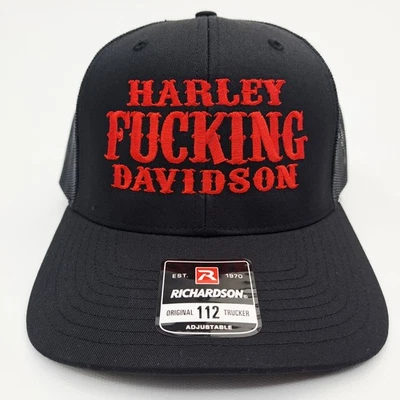 HARLEY
FUCKING
DAVIDSON
EST. R 1970
RICHARDSON®
ORIGINAL 112 TRUCKER
ADJUSTABLE